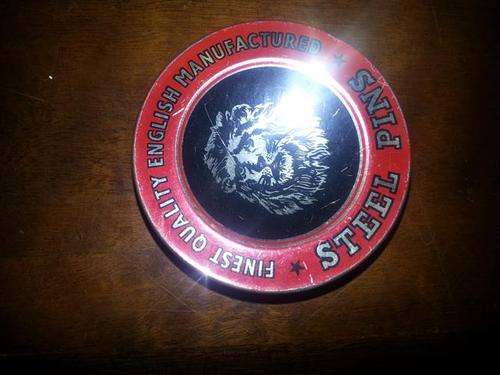 FINEST QUALITY ENGLISH MANUFACTURED
STEEL PINS